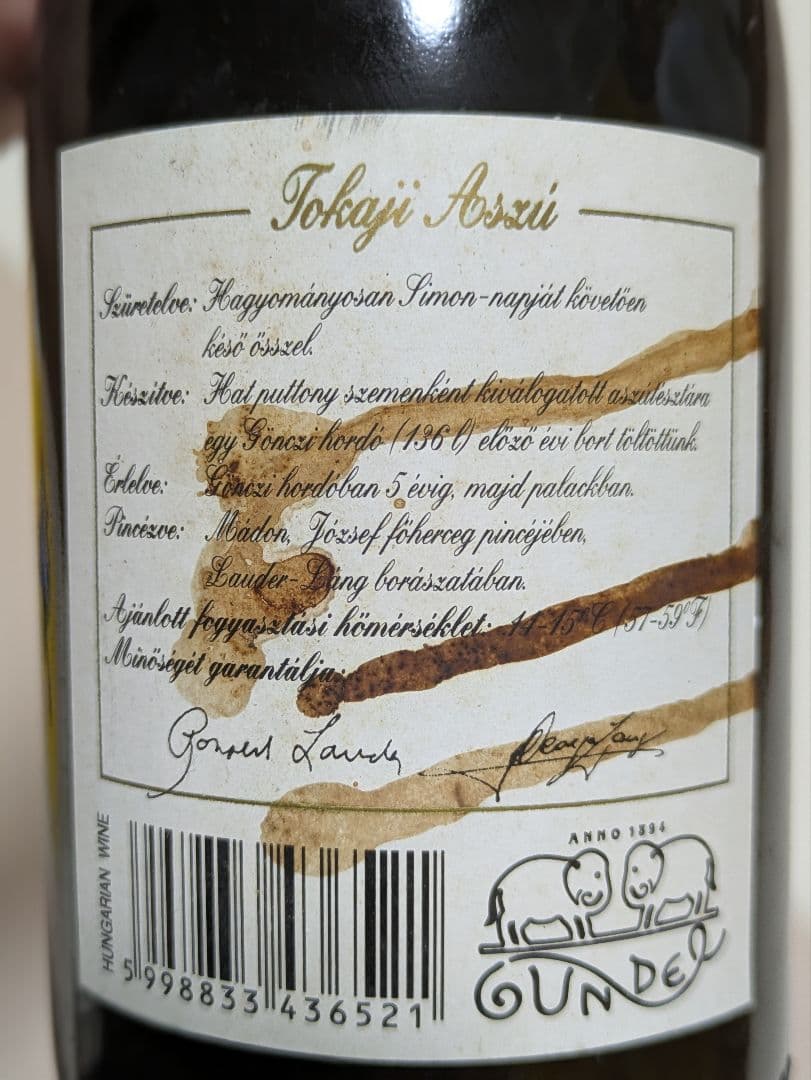 Tokaji Aszú
Szüretelve: Hagyományosan Simon-napját követően
késő ősszel.
Készítve: Hat puttony szemenként kiválogatott aszútésztára
egy Gönczi hordó (136 l) előző évi bort töltöttünk.
Érlelve: Gönczi hordóban 5 évig, majd palackban.
Pincézve: Mádon, József főherceg pincéjében,
Lauder-Láng borászatában.
Ajánlott fogyasztási hőmérséklet: 14-15°C (57-59°F)
Minőségét garantálja:
Lauder
HUNGARIAN WINE
5 998833 436521
ANNO 1894
GUNDEL